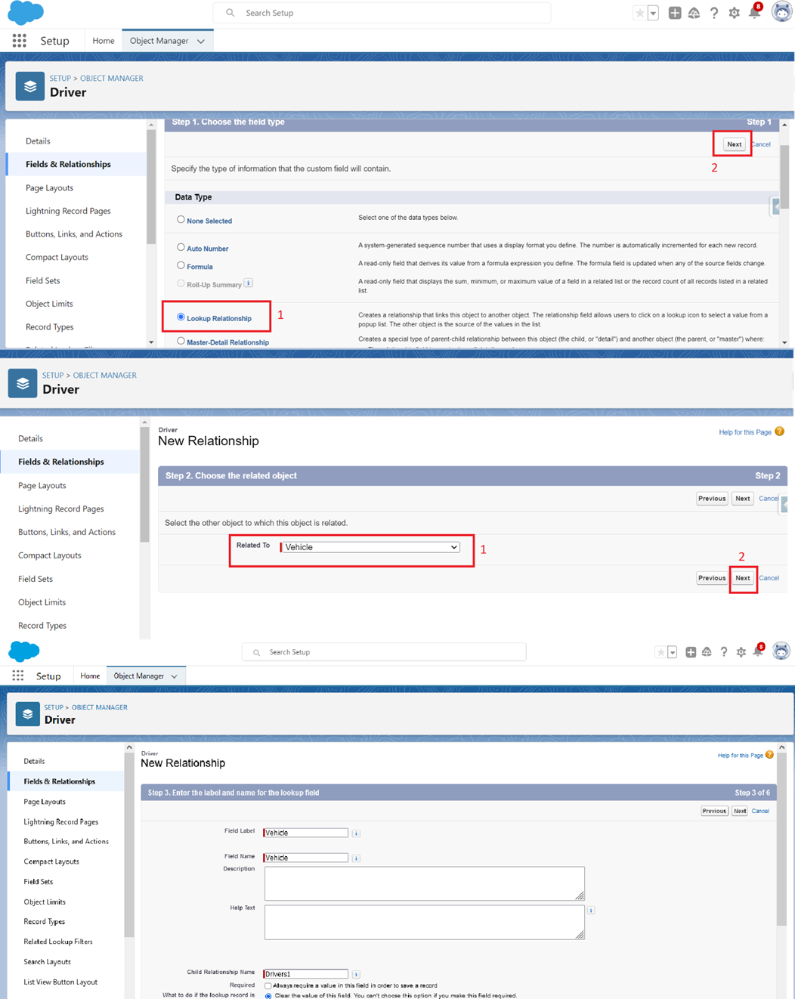 Search Setup
8
Setup
Home
Object Manager
SETUP > OBJECT MANAGER
Driver
Details
Fields & Relationships
Page Layouts
Lightning Record Pages
Buttons, Links, and Actions
Compact Layouts
Field Sets
Object Limits
Record Types
Step 1. Choose the field type
Step 1
Next
Cancel
2
Specify the type of information that the custom field will contain.
Data Type
None Selected
Select one of the data types below.
Auto Number
A system-generated sequence number that uses a display format you define. The number is automatically incremented for each new record.
Formula
A read-only field that derives its value from a formula expression you define. The formula field is updated when any of the source fields change.
Roll-Up Summary
i
A read-only field that displays the sum, minimum, or maximum value of a field in a related list or the record count of all records listed in a related
list.
Lookup Relationship
1
Creates a relationship that links this object to another object. The relationship field allows users to click on a lookup icon to select a value from a
popup list. The other object is the source of the values in the list.
Master-Detail Relationship
Creates a special type of parent-child relationship between this object (the child, or "detail") and another object (the parent, or "master") where:
SETUP > OBJECT MANAGER
Driver
Details
Fields & Relationships
Page Layouts
Lightning Record Pages
Buttons, Links, and Actions
Compact Layouts
Field Sets
Object Limits
Record Types
Driver
New Relationship
Help for this Page ?
Step 2. Choose the related object
Step 2
Previous
Next
Cancel
Select the other object to which this object is related.
Related To
Vehicle
1
2
Previous
Next
Cancel
Search Setup
8
Setup
Home
Object Manager
SETUP > OBJECT MANAGER
Driver
Details
Fields & Relationships
Page Layouts
Lightning Record Pages
Buttons, Links, and Actions
Compact Layouts
Field Sets
Object Limits
Record Types
Related Lookup Filters
Search Layouts
List View Button Layout
Driver
New Relationship
Help for this Page ?
Step 3. Enter the label and name for the lookup field
Step 3 of 6
Previous
Next
Cancel
Field Label
Vehicle
i
Field Name
Vehicle
i
Description
Help Text
i
Child Relationship Name
Drivers1
i
Required
Always require a value in this field in order to save a record
What to do if the lookup record is
Clear the value of this field. You can't choose this option if you make this field required.